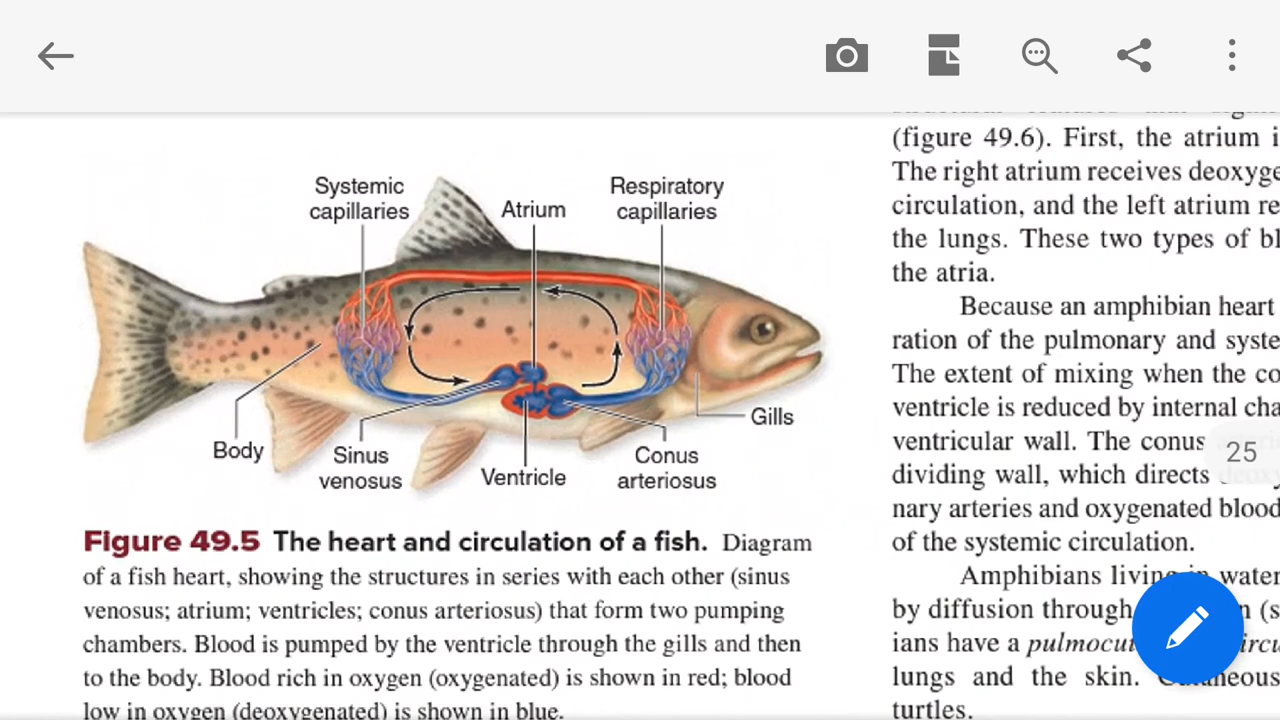 Systemic
capillaries
Atrium
Respiratory
capillaries
Body
Sinus
venosus
Ventricle
Conus
arteriosus
Gills
Figure 49.5 The heart and circulation of a fish. Diagram
of a fish heart, showing the structures in series with each other (sinus
venosus; atrium; ventricles; conus arteriosus) that form two pumping
chambers. Blood is pumped by the ventricle through the gills and then
to the body. Blood rich in oxygen (oxygenated) is shown in red; blood
low in oxygen (deoxygenated) is shown in blue.
(figure 49.6). First, the atrium i
The right atrium receives deoxyge
circulation, and the left atrium re
the lungs. These two types of bl
the atria.
Because an amphibian heart
ration of the pulmonary and syste
The extent of mixing when the co
ventricle is reduced by internal cha
ventricular wall. The conus
dividing wall, which directs
nary arteries and oxygenated blood
of the systemic circulation.
Amphibians living in water
by diffusion through
ians have a
lungs and the skin.
turtles.
25